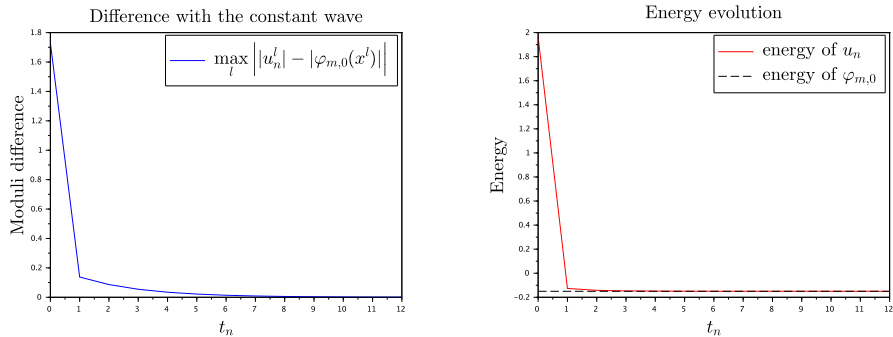 Difference with the constant wave
1.8
1.6
1.4
1.2
1
0.8
0.6
0.4
0.2
0
Moduli difference
max_l ||u_n^l| − |φ_{m,0}(x^l)||
0 1 2 3 4 5 6 7 8 9 10 11 12
t_n
Energy evolution
2
1.8
1.6
1.4
1.2
1
0.8
0.6
0.4
0.2
0
−0.2
Energy
energy of u_n
energy of φ_{m,0}
0 1 2 3 4 5 6 7 8 9 10 11 12
t_n